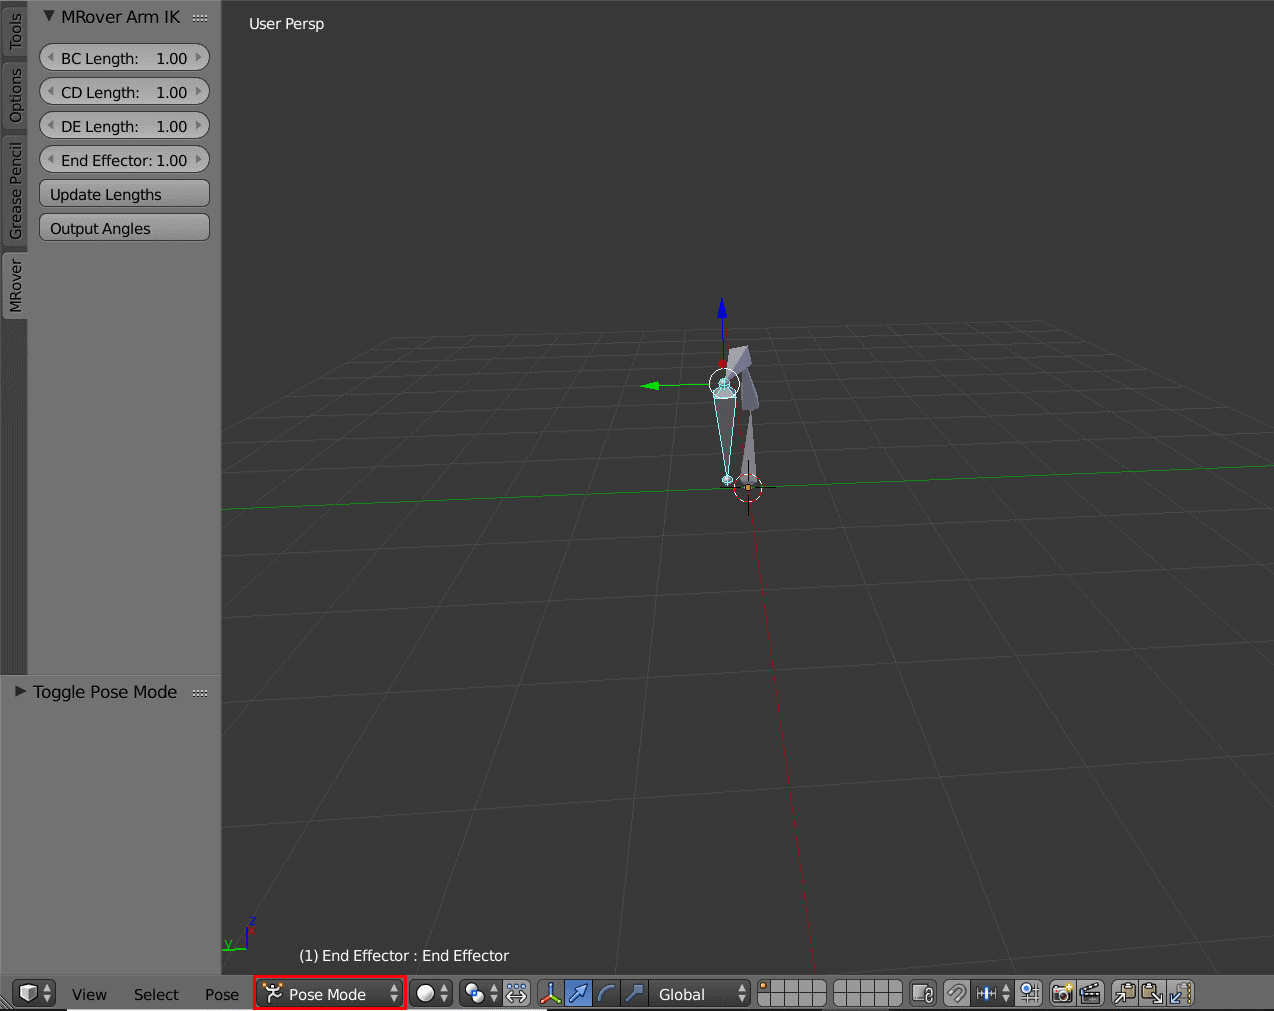 Tools
Options
Grease Pencil
MRover
MRover Arm IK
BC Length: 1.00
CD Length: 1.00
DE Length: 1.00
End Effector: 1.00
Update Lengths
Output Angles
Toggle Pose Mode
User Persp
z
y
(1) End Effector : End Effector
View Select Pose Pose Mode Global